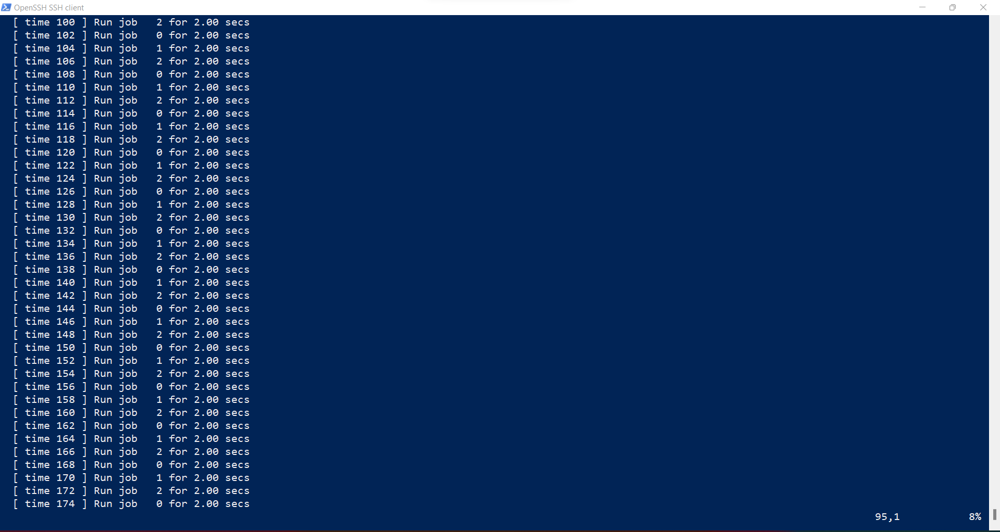 OpenSSH SSH client
[ time 100 ] Run job   2 for 2.00 secs
[ time 102 ] Run job   0 for 2.00 secs
[ time 104 ] Run job   1 for 2.00 secs
[ time 106 ] Run job   2 for 2.00 secs
[ time 108 ] Run job   0 for 2.00 secs
[ time 110 ] Run job   1 for 2.00 secs
[ time 112 ] Run job   2 for 2.00 secs
[ time 114 ] Run job   0 for 2.00 secs
[ time 116 ] Run job   1 for 2.00 secs
[ time 118 ] Run job   2 for 2.00 secs
[ time 120 ] Run job   0 for 2.00 secs
[ time 122 ] Run job   1 for 2.00 secs
[ time 124 ] Run job   2 for 2.00 secs
[ time 126 ] Run job   0 for 2.00 secs
[ time 128 ] Run job   1 for 2.00 secs
[ time 130 ] Run job   2 for 2.00 secs
[ time 132 ] Run job   0 for 2.00 secs
[ time 134 ] Run job   1 for 2.00 secs
[ time 136 ] Run job   2 for 2.00 secs
[ time 138 ] Run job   0 for 2.00 secs
[ time 140 ] Run job   1 for 2.00 secs
[ time 142 ] Run job   2 for 2.00 secs
[ time 144 ] Run job   0 for 2.00 secs
[ time 146 ] Run job   1 for 2.00 secs
[ time 148 ] Run job   2 for 2.00 secs
[ time 150 ] Run job   0 for 2.00 secs
[ time 152 ] Run job   1 for 2.00 secs
[ time 154 ] Run job   2 for 2.00 secs
[ time 156 ] Run job   0 for 2.00 secs
[ time 158 ] Run job   1 for 2.00 secs
[ time 160 ] Run job   2 for 2.00 secs
[ time 162 ] Run job   0 for 2.00 secs
[ time 164 ] Run job   1 for 2.00 secs
[ time 166 ] Run job   2 for 2.00 secs
[ time 168 ] Run job   0 for 2.00 secs
[ time 170 ] Run job   1 for 2.00 secs
[ time 172 ] Run job   2 for 2.00 secs
[ time 174 ] Run job   0 for 2.00 secs
95,1           8%